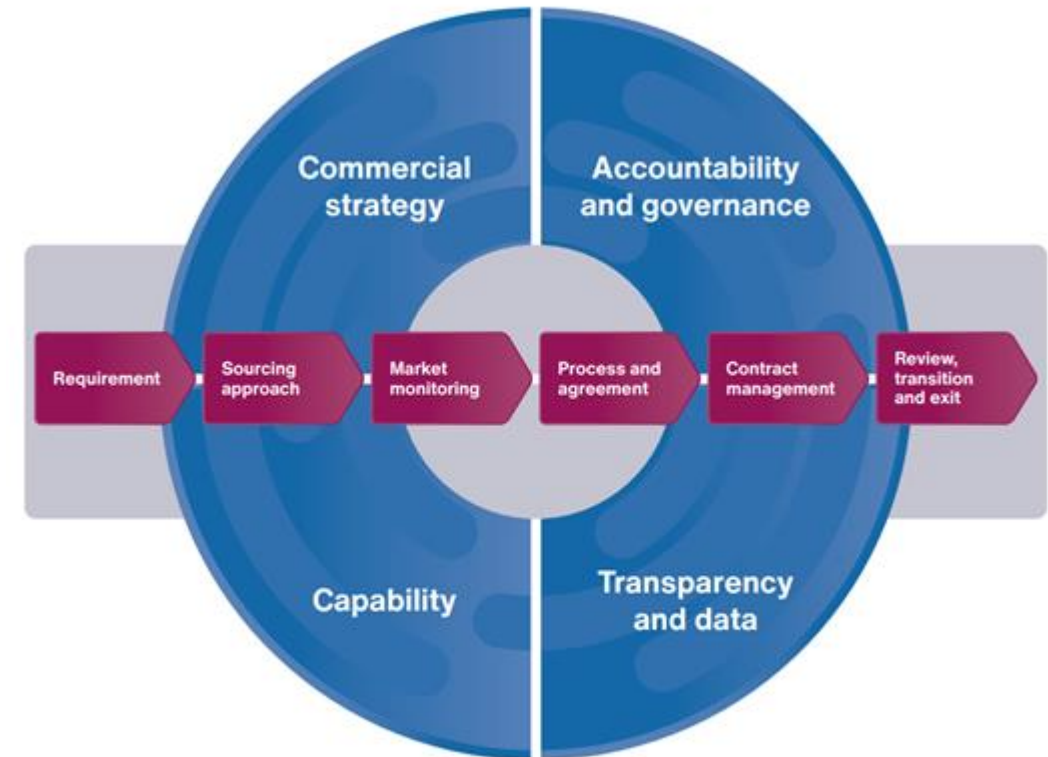 Commercial
strategy
Accountability
and governance
Requirement
Sourcing
approach
Market
monitoring
Process and
agreement
Contract
management
Review,
transition
and exit
Capability
Transparency
and data